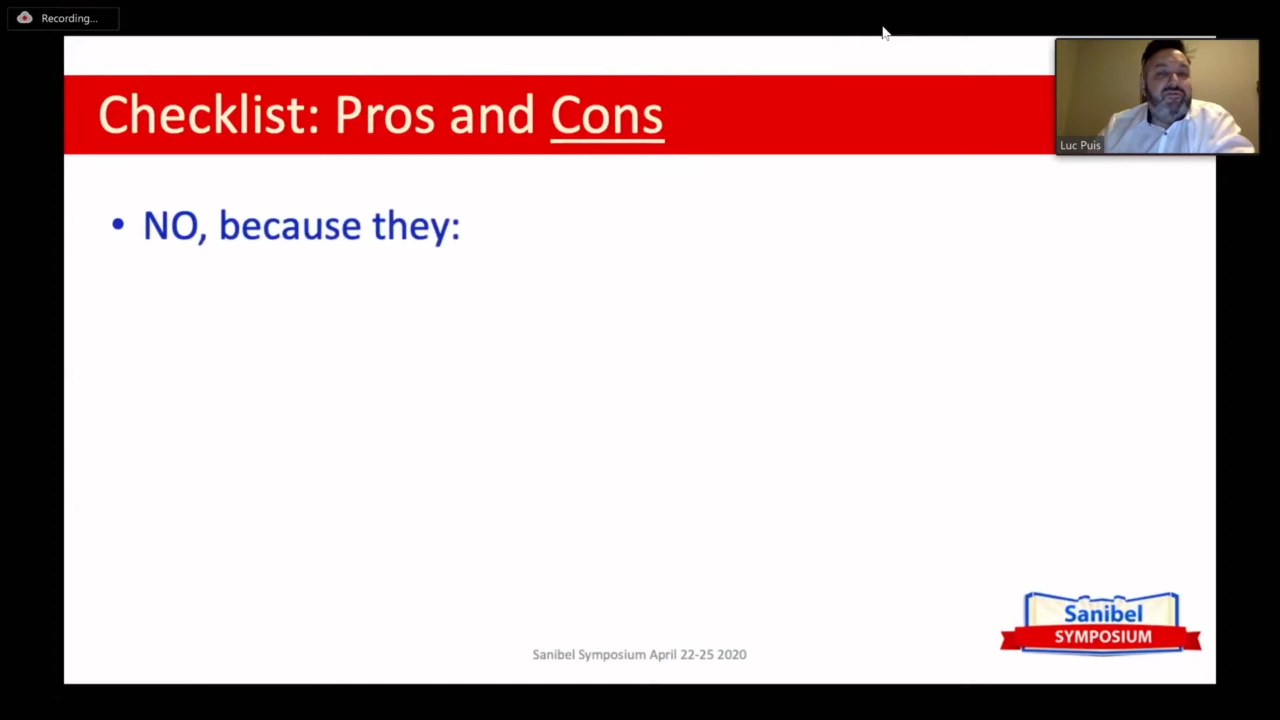 Recording...
Checklist: Pros and Cons
Luc Puis
• NO, because they:
Sanibel
SYMPOSIUM
Sanibel Symposium April 22-25 2020